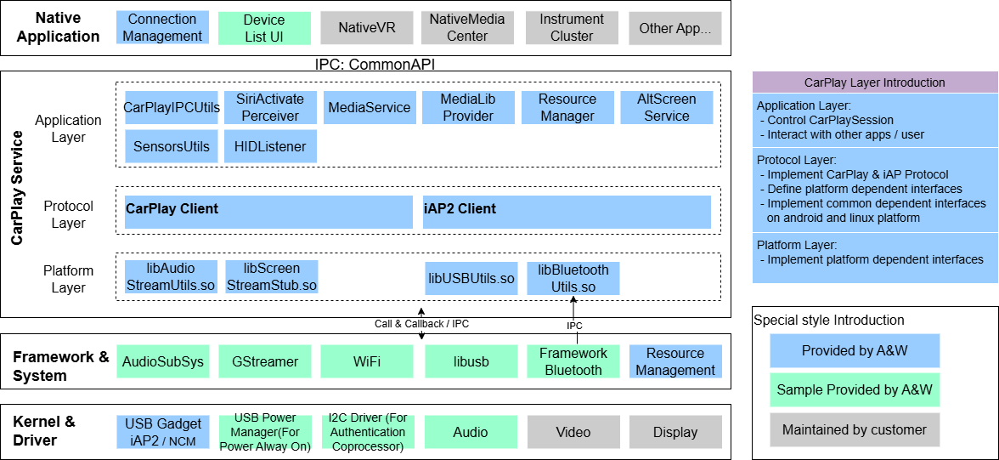 Native
Application
Connection
Management
Device
List UI
NativeVR
NativeMedia
Center
Instrument
Cluster
Other App...
IPC: CommonAPI
CarPlay Service
Application
Layer
CarPlayIPCUtils
SiriActivate
Perceiver
MediaService
MediaLib
Provider
Resource
Manager
AltScreen
Service
SensorsUtils
HIDListener
Protocol
Layer
CarPlay Client
iAP2 Client
Platform
Layer
libAudio
StreamUtils.so
libScreen
StreamStub.so
libUSBUtils.so
libBluetooth
Utils.so
Call & Callback / IPC
IPC
Framework &
System
AudioSubSys
GStreamer
WiFi
libusb
Framework
Bluetooth
Resource
Management
Kernel &
Driver
USB Gadget
iAP2 / NCM
USB Power
Manager(For
Power Alway On)
I2C Driver (For
Authentication
Coprocessor)
Audio
Video
Display
CarPlay Layer Introduction
Application Layer:
- Control CarPlaySession
- Interact with other apps / user
Protocol Layer:
- Implement CarPlay & iAP Protocol
- Define platform dependent interfaces
- Implement common dependent interfaces
on android and linux platform
Platform Layer:
- Implement platform dependent interfaces
Special style Introduction
Provided by A&W
Sample Provided by A&W
Maintained by customer